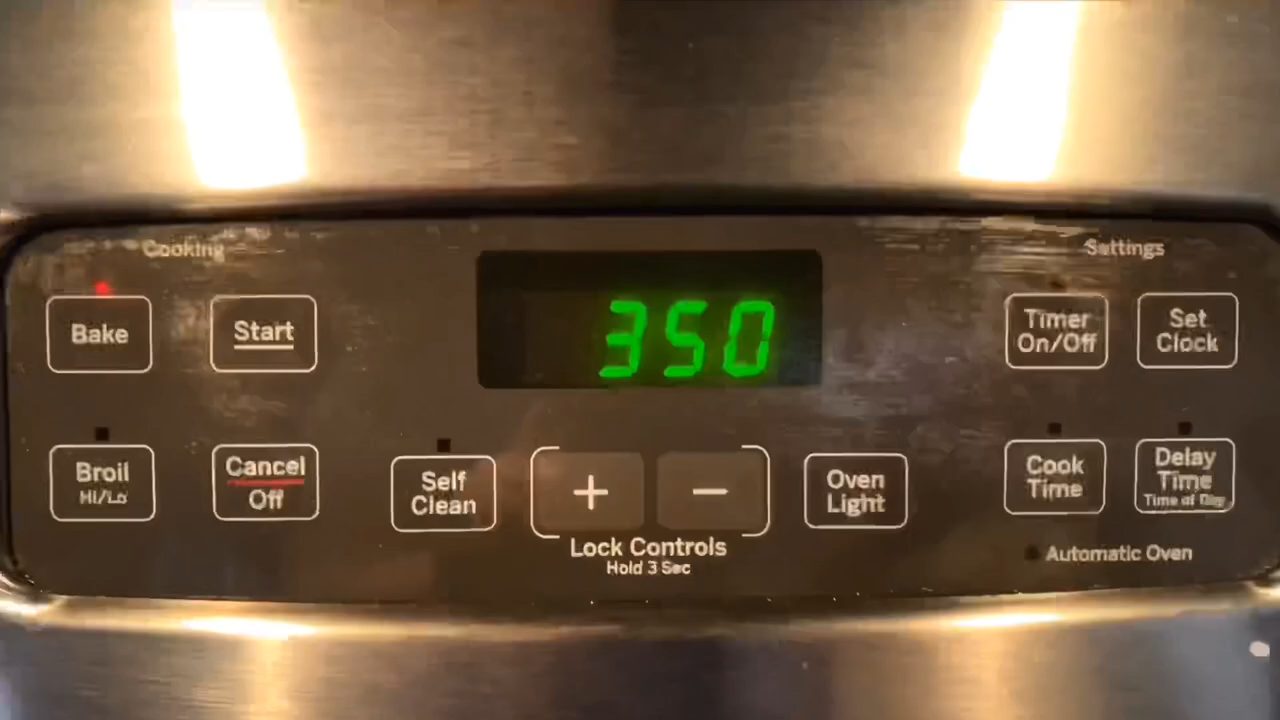 Cooking
Settings
350
Bake
Start
Timer
On/Off
Set
Clock
Broil
Hi/Lo
Cancel
Off
Self
Clean
+
−
Oven
Light
Cook
Time
Delay
Time
Time of Day
Lock Controls
Hold 3 Sec
Automatic Oven